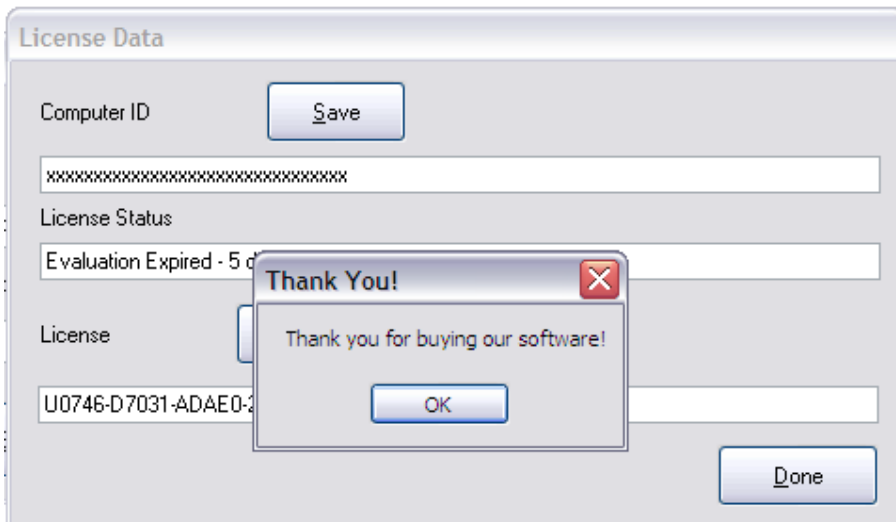 License Data
Computer ID
Save
xxxxxxxxxxxxxxxxxxxxxxxxxxxxxxxx
License Status
Evaluation Expired - 5
Thank You!
License
Thank you for buying our software!
U0746-D7031-ADAE0-
OK
Done